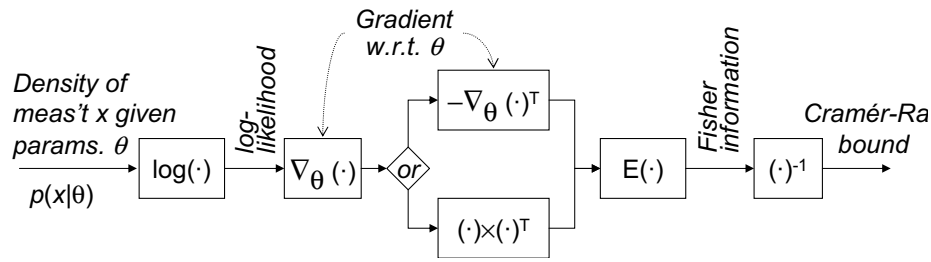 Gradient
w.r.t. θ
Density of
meas't x given
params. θ
p(x|θ)
log(·)
log-
likelihood
∇θ (·)
or
−∇θ (·)ᵀ
(·)×(·)ᵀ
E(·)
Fisher
information
(·)⁻¹
Cramér-Ra
bound